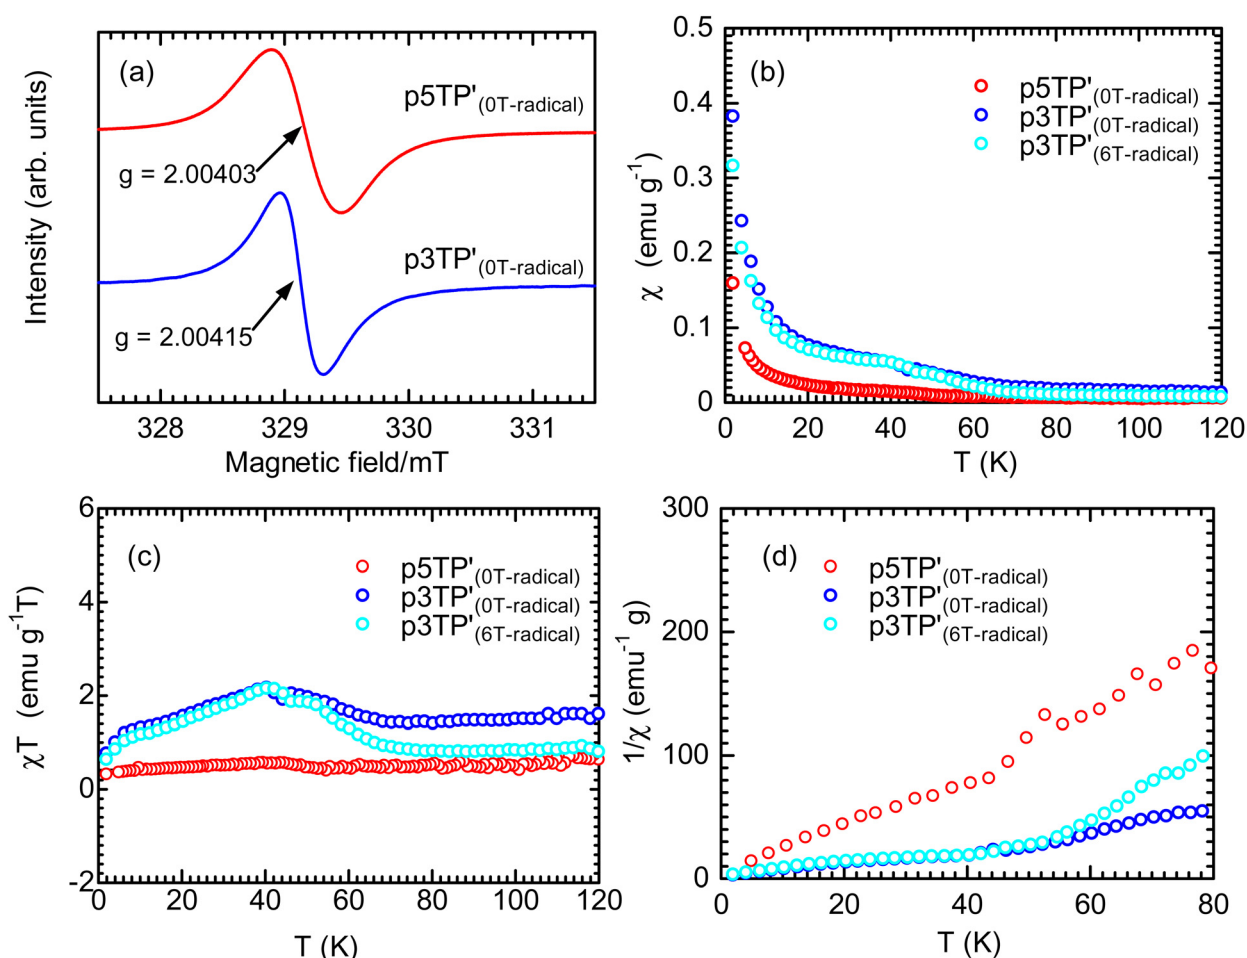 (a)
p5TP'(0T-radical)
g = 2.00403
p3TP'(0T-radical)
g = 2.00415
Intensity (arb. units)
328 329 330 331
Magnetic field/mT
(b)
p5TP'(0T-radical)
p3TP'(0T-radical)
p3TP'(6T-radical)
χ (emu g-1)
0.5
0.4
0.3
0.2
0.1
0
0 20 40 60 80 100 120
T (K)
(c)
p5TP'(0T-radical)
p3TP'(0T-radical)
p3TP'(6T-radical)
χT (emu g-1T)
6
4
2
0
-2
0 20 40 60 80 100 120
T (K)
(d)
p5TP'(0T-radical)
p3TP'(0T-radical)
p3TP'(6T-radical)
1/χ (emu-1 g)
300
200
100
0
0 20 40 60 80
T (K)